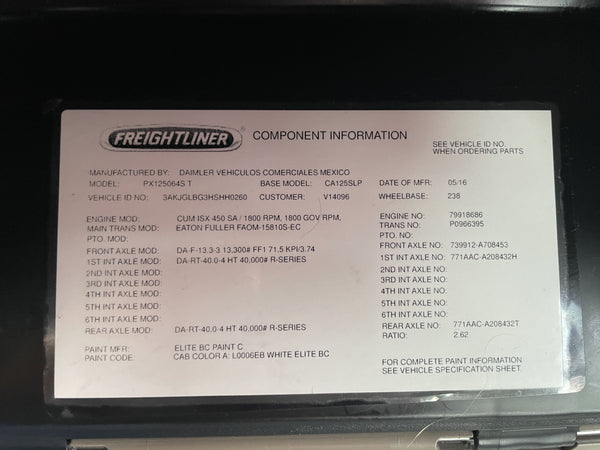 FREIGHTLINER COMPONENT INFORMATION
SEE VEHICLE ID NO.
WHEN ORDERING PARTS
MANUFACTURED BY: DAIMLER VEHICULOS COMERCIALES MEXICO
MODEL: PX125064S T BASE MODEL: CA125SLP DATE OF MFR: 05/16
VEHICLE ID NO: 3AKJGLBG3HSHH0260 CUSTOMER: V14096 WHEELBASE: 238
ENGINE MOD: CUM ISX 450 SA / 1800 RPM, 1800 GOV RPM, ENGINE NO: 79918686
MAIN TRANS MOD: EATON FULLER FAOM-15810S-EC TRANS NO: P0966395
PTO. MOD: PTO. NO:
FRONT AXLE MOD: DA-F-13.3-3 13,300# FF1 71.5 KPI/3.74 FRONT AXLE NO: 739912-A708453
1ST INT AXLE MOD: DA-RT-40.0-4 HT 40,000# R-SERIES 1ST INT AXLE NO: 771AAC-A208432H
2ND INT AXLE MOD: 2ND INT AXLE NO:
3RD INT AXLE MOD: 3RD INT AXLE NO:
4TH INT AXLE MOD: 4TH INT AXLE NO:
5TH INT AXLE MOD: 5TH INT AXLE NO:
6TH INT AXLE MOD: 6TH INT AXLE NO:
REAR AXLE MOD: DA-RT-40.0-4 HT 40,000# R-SERIES REAR AXLE NO: 771AAC-A208432T
RATIO: 2.62
PAINT MFR: ELITE BC PAINT C
PAINT CODE: CAB COLOR A: L0006EB WHITE ELITE BC
FOR COMPLETE PAINT INFORMATION
SEE VEHICLE SPECIFICATION SHEET.